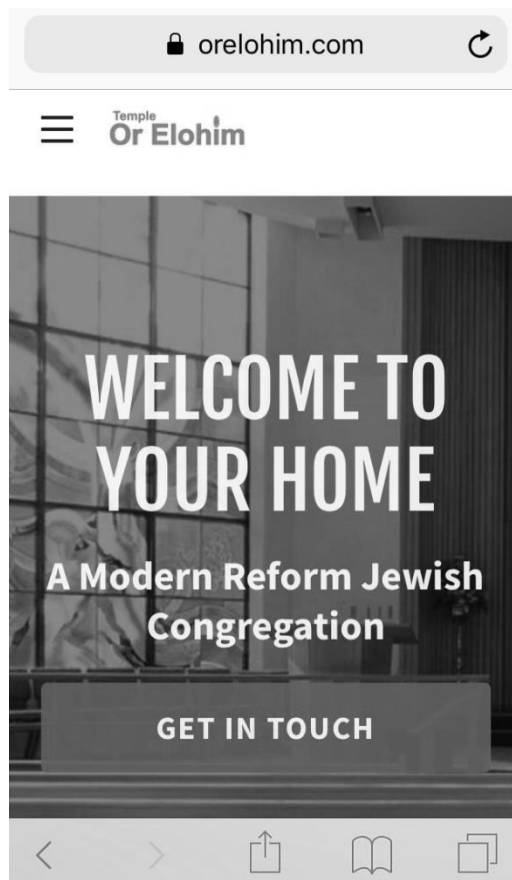 orelohim.com
Temple
Or Elohim
WELCOME TO
YOUR HOME
A Modern Reform Jewish
Congregation
GET IN TOUCH